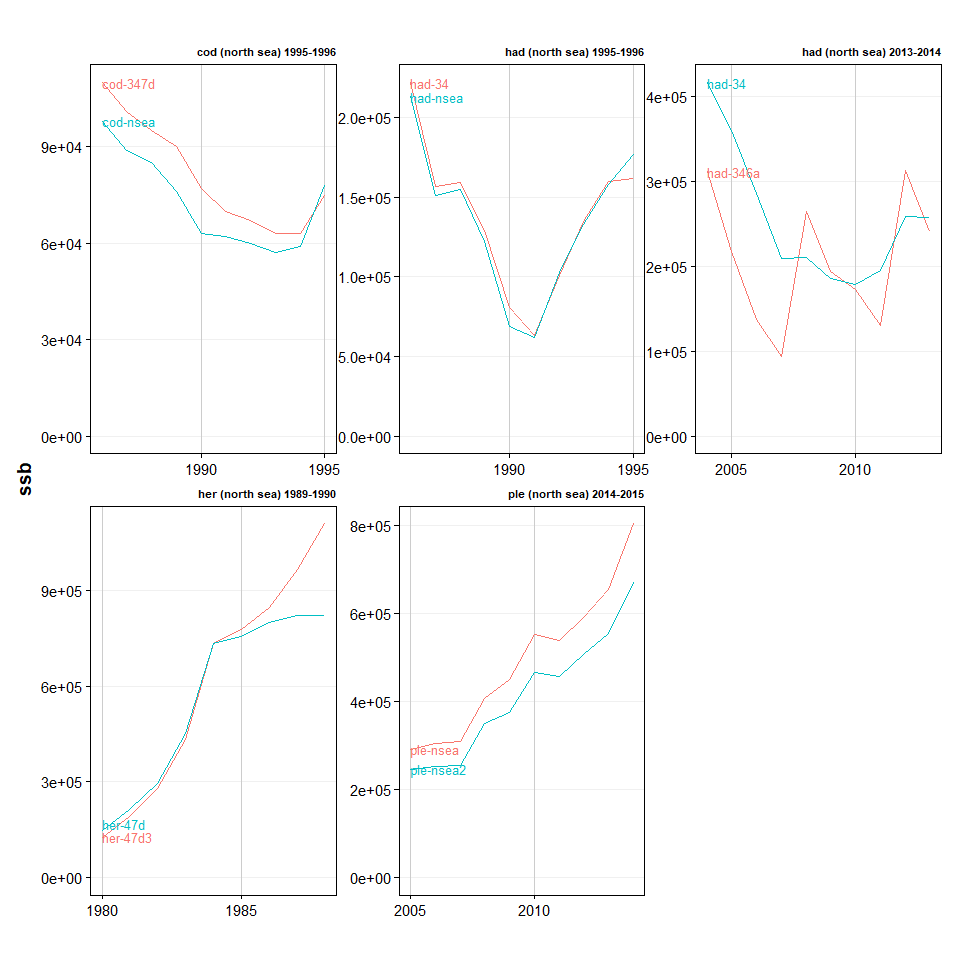 cod (north sea) 1995-1996
had (north sea) 1995-1996
had (north sea) 2013-2014
cod-347d
cod-nsea
9e+04
6e+04
3e+04
0e+00
1990
1995
had-34
had-nsea
2.0e+05
1.5e+05
1.0e+05
5.0e+04
0.0e+00
1990
1995
had-34
had-346a
4e+05
3e+05
2e+05
1e+05
0e+00
2005
2010
ssb
her (north sea) 1989-1990
ple (north sea) 2014-2015
9e+05
6e+05
3e+05
0e+00
her-47d
her-47d3
1980
1985
8e+05
6e+05
4e+05
2e+05
0e+00
ple-nsea
ple-nsea2
2005
2010